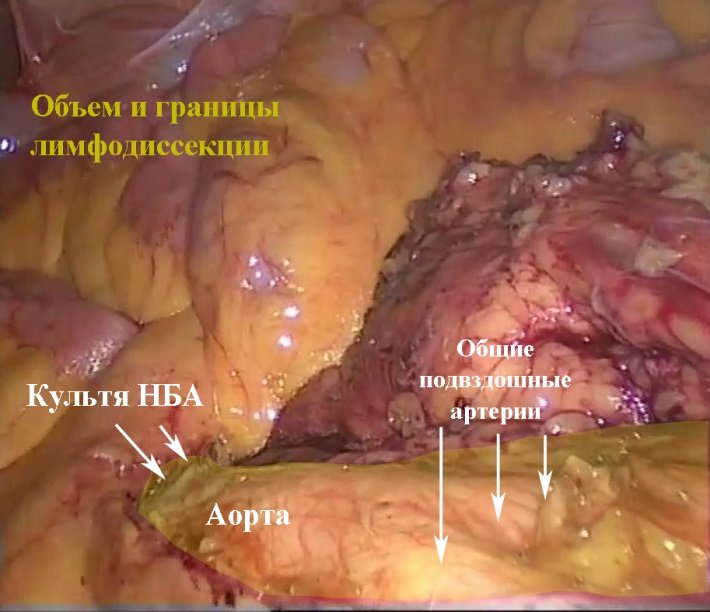 Объем и границы
лимфодиссекции
Общие
подвздошные
артерии
Культя НБА
Аорта